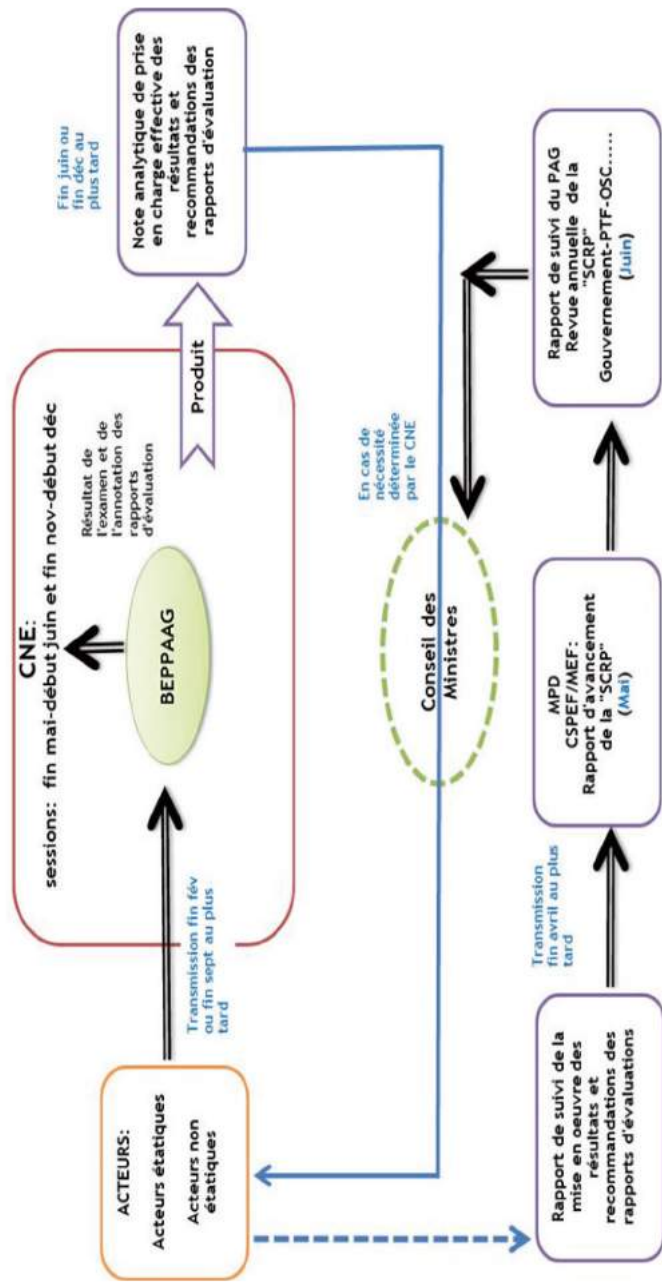 ACTEURS:
Acteurs étatiques
Acteurs non
étatiques
Transmission fin fév
ou fin sept au plus
tard
CNE:
sessions: fin mai-début juin et fin nov-début déc
BEPPAAG
Résultat de
l'examen et de
l'annotation des
rapports
d'évaluation
Produit
Fin juin ou
fin déc au
plus tard
Note analytique de prise
en charge effective des
résultats et
recommandations des
rapports d'évaluation
Conseil des
Ministres
En cas de
nécessité
déterminée
par le CNE
Rapport de suivi de la
mise en oeuvre des
résultats et
recommandations des
rapports d'évaluations
Transmission
fin avril au plus
tard
MPD
CSPEF/MEF:
Rapport d'avancement
de la "SCRP"
(Mai)
Rapport de suivi du PAG
Revue annuelle de la
"SCRP"
Gouvernement-PTF-OSC.....
(Juin)